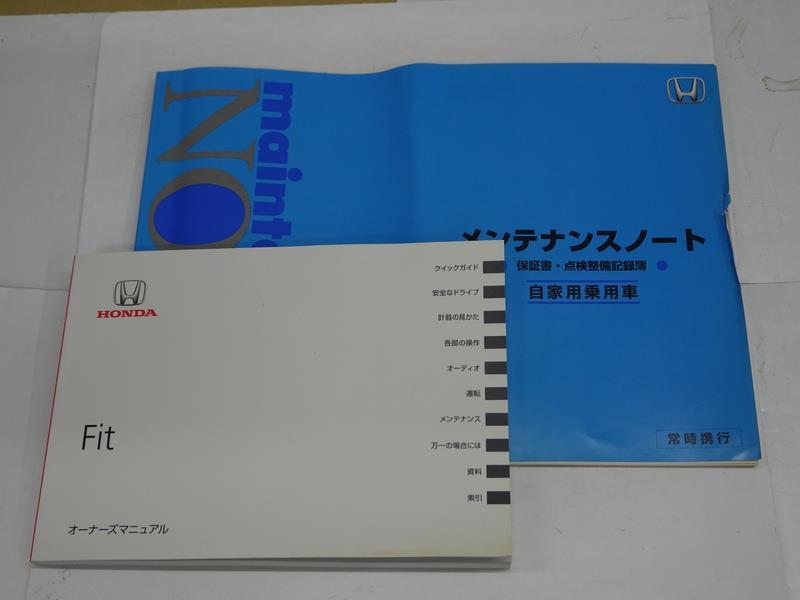 mainte
NO
メンテナンスノート
保証書・点検整備記録簿
自家用乗用車
常時携行
HONDA
Fit
オーナーズマニュアル
クイックガイド
安全なドライブ
計器の見かた
各部の操作
オーディオ
運転
メンテナンス
万一の場合には
資料
索引